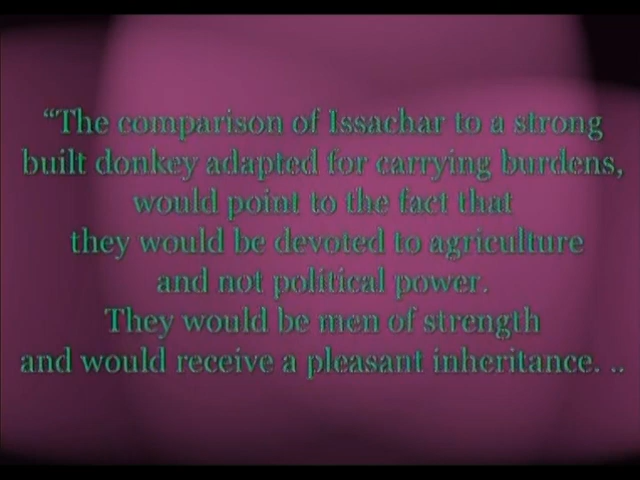 “The comparison of Issachar to a strong
built donkey adapted for carrying burdens,
would point to the fact that
they would be devoted to agriculture
and not political power.
They would be men of strength
and would receive a pleasant inheritance. ..